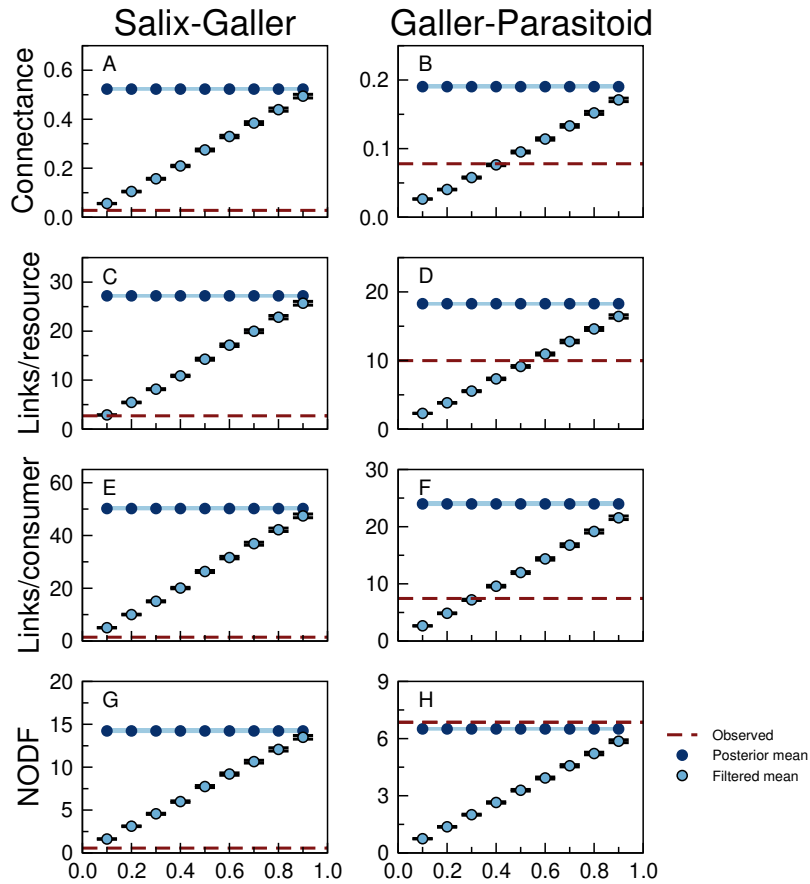 Salix-Galler
Galler-Parasitoid
Connectance
A
0.6
0.4
0.2
0.0
B
0.2
0.1
0.0
Links/resource
C
30
20
10
0
D
20
10
0
Links/consumer
E
60
40
20
0
F
30
20
10
0
NODF
G
20
15
10
5
0
0.0 0.2 0.4 0.6 0.8 1.0
H
9
6
3
0
0.0 0.2 0.4 0.6 0.8 1.0
Observed
Posterior mean
Filtered mean